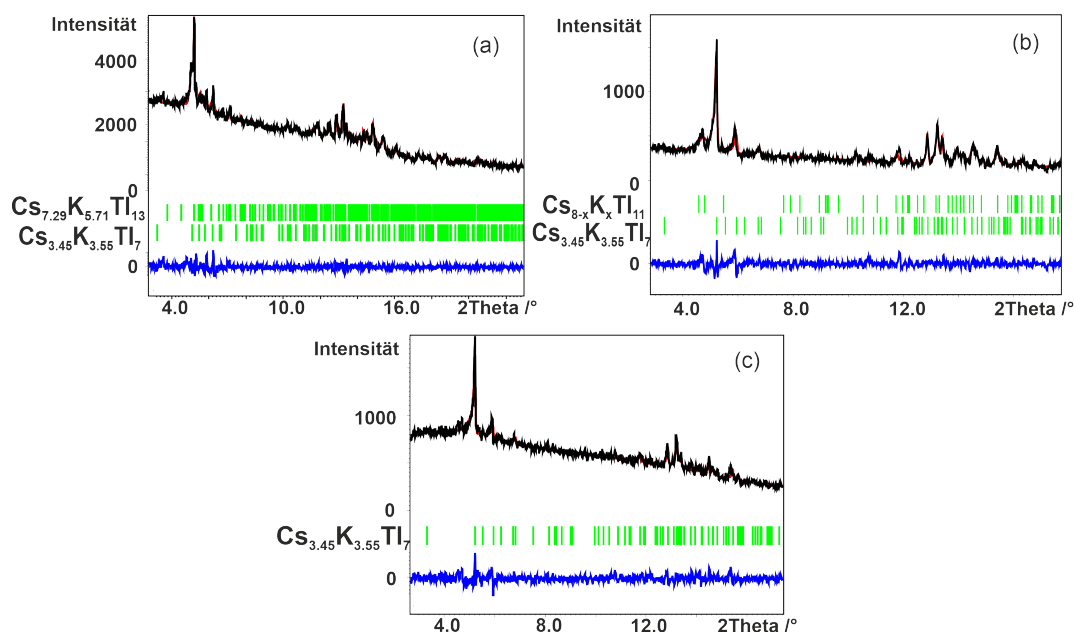 Intensität
(a)
4000
2000
0
Cs7.29K5.71Tl13
Cs3.45K3.55Tl7
0
4.0 10.0 16.0 2Theta /°
Intensität
(b)
1000
0
Cs8-xKxTl11
Cs3.45K3.55Tl7
0
4.0 8.0 12.0 2Theta /°
Intensität
(c)
1000
0
Cs3.45K3.55Tl7
0
4.0 8.0 12.0 2Theta /°